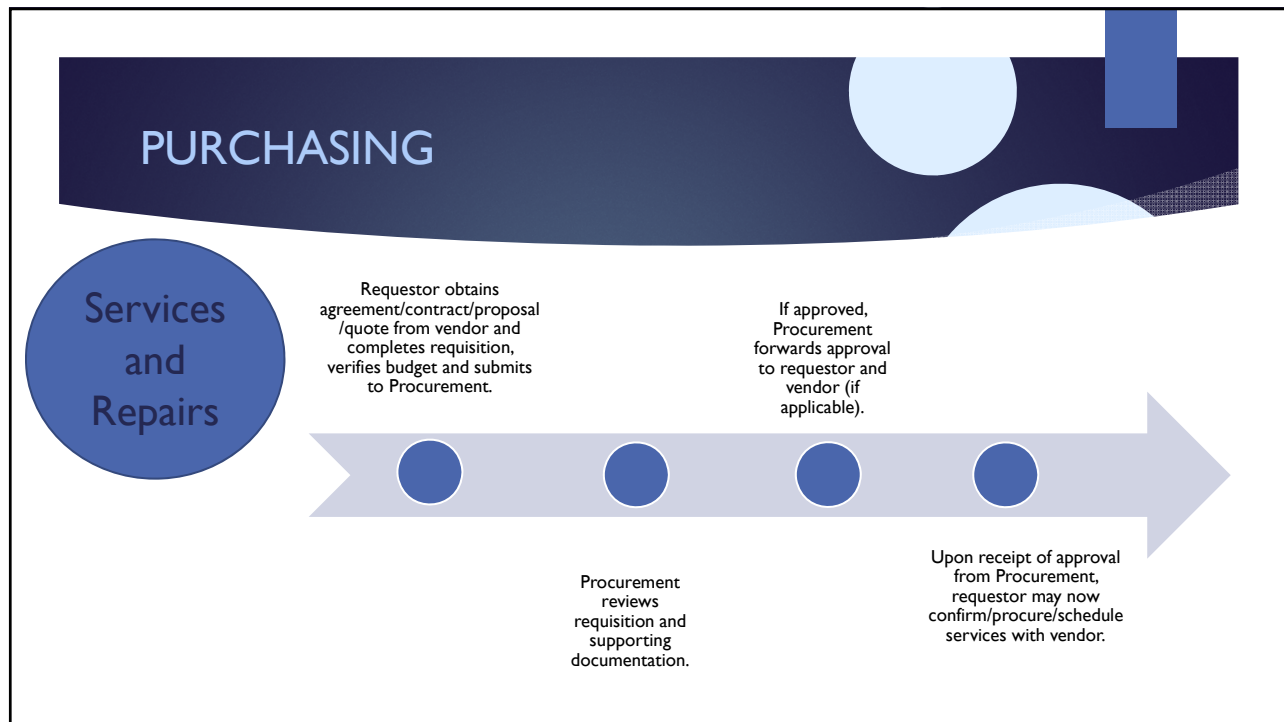 PURCHASING
Services
and
Repairs
Requestor obtains
agreement/contract/proposal
/quote from vendor and
completes requisition,
verifies budget and submits
to Procurement.
Procurement
reviews
requisition and
supporting
documentation.
If approved,
Procurement
forwards approval
to requestor and
vendor (if
applicable).
Upon receipt of approval
from Procurement,
requestor may now
confirm/procure/schedule
services with vendor.